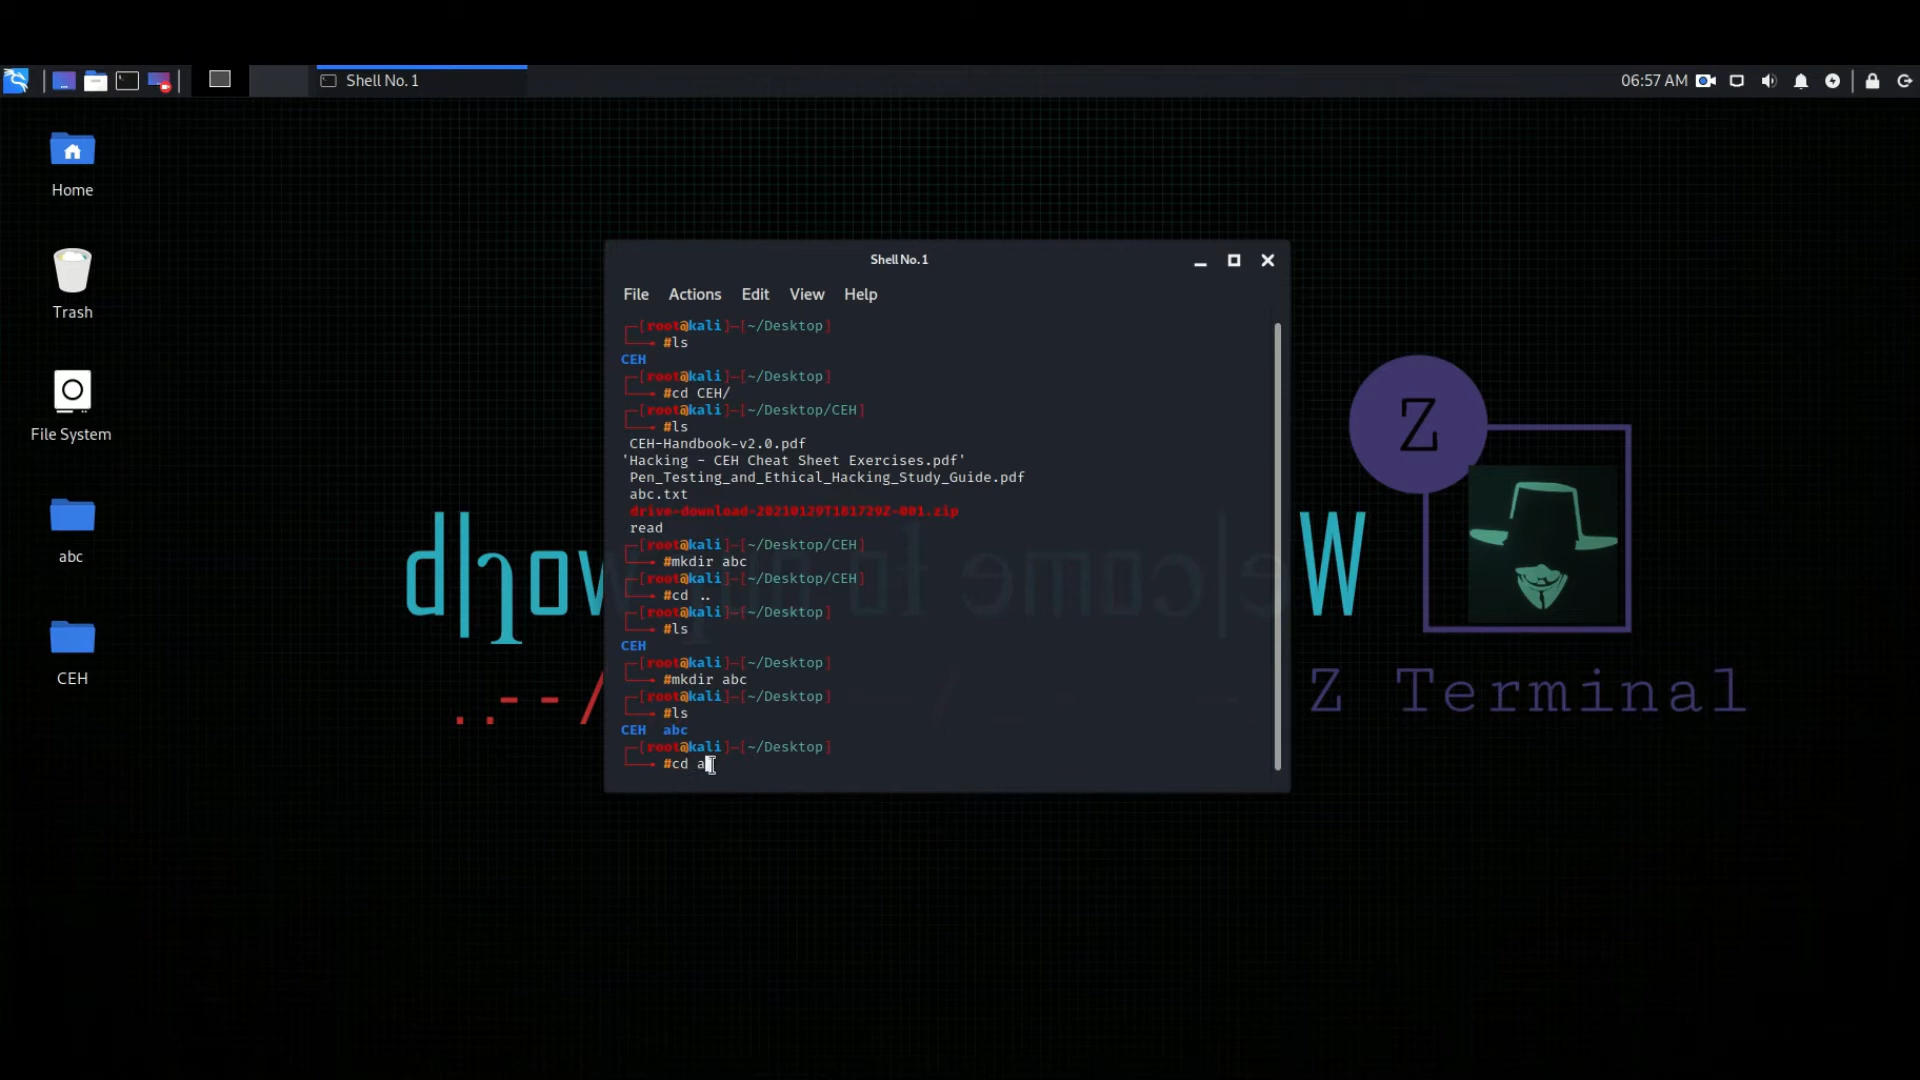 Shell No. 1
06:57 AM
Home
Trash
File System
abc
CEH
Shell No. 1
File Actions Edit View Help
[root@kali]-[~/Desktop]
#ls
CEH
[root@kali]-[~/Desktop]
#cd CEH/
[root@kali]-[~/Desktop/CEH]
#ls
CEH-Handbook-v2.0.pdf
'Hacking - CEH Cheat Sheet Exercises.pdf'
Pen_Testing_and_Ethical_Hacking_Study_Guide.pdf
abc.txt
drive-download-20210129T181729Z-001.zip
read
[root@kali]-[~/Desktop/CEH]
#mkdir abc
[root@kali]-[~/Desktop/CEH]
#cd ..
[root@kali]-[~/Desktop]
#ls
CEH
[root@kali]-[~/Desktop]
#mkdir abc
[root@kali]-[~/Desktop]
#ls
CEH abc
[root@kali]-[~/Desktop]
#cd a
Z
Z Terminal